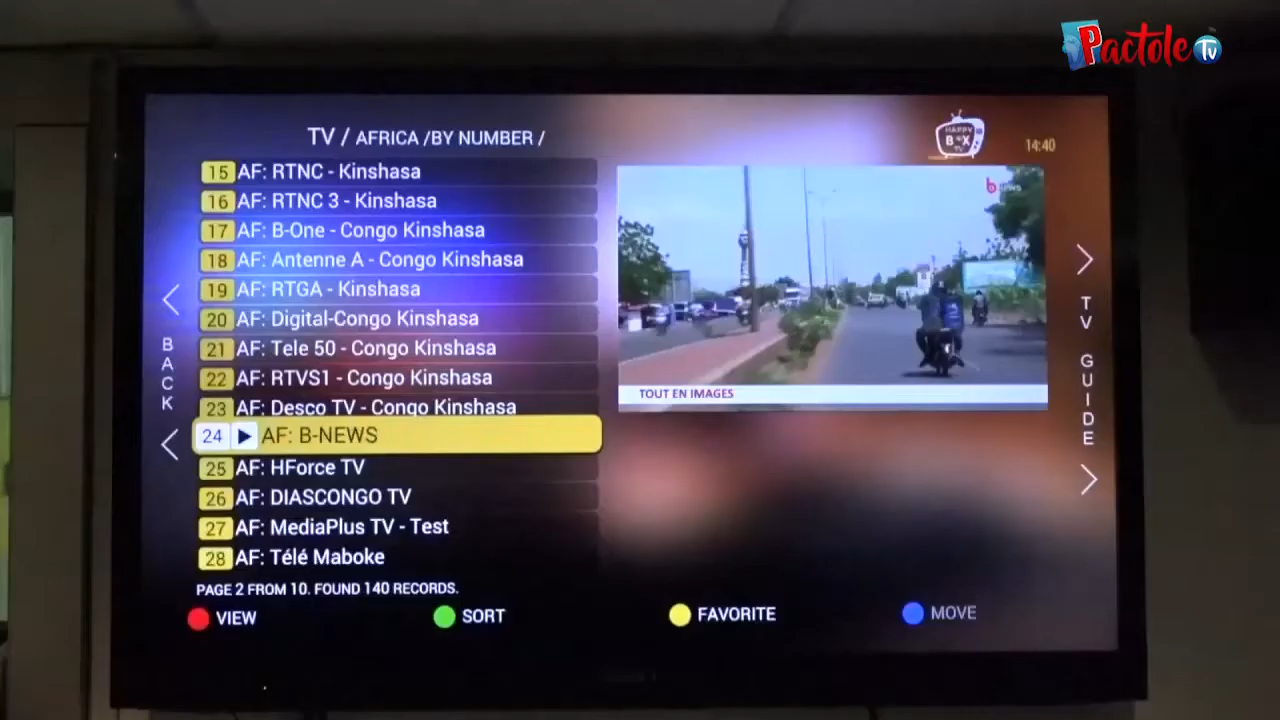 Pactole TV
TV / AFRICA /BY NUMBER /
HAPPY
BOX
TV
14:40
15 AF: RTNC - Kinshasa
16 AF: RTNC 3 - Kinshasa
17 AF: B-One - Congo Kinshasa
18 AF: Antenne A - Congo Kinshasa
19 AF: RTGA - Kinshasa
20 AF: Digital-Congo Kinshasa
21 AF: Tele 50 - Congo Kinshasa
22 AF: RTVS1 - Congo Kinshasa
23 AF: Desco TV - Congo Kinshasa
24 AF: B-NEWS
25 AF: HForce TV
26 AF: DIASCONGO TV
27 AF: MediaPlus TV - Test
28 AF: Télé Maboke
BACK
b news
TOUT EN IMAGES
TV GUIDE
PAGE 2 FROM 10. FOUND 140 RECORDS.
VIEW SORT FAVORITE MOVE